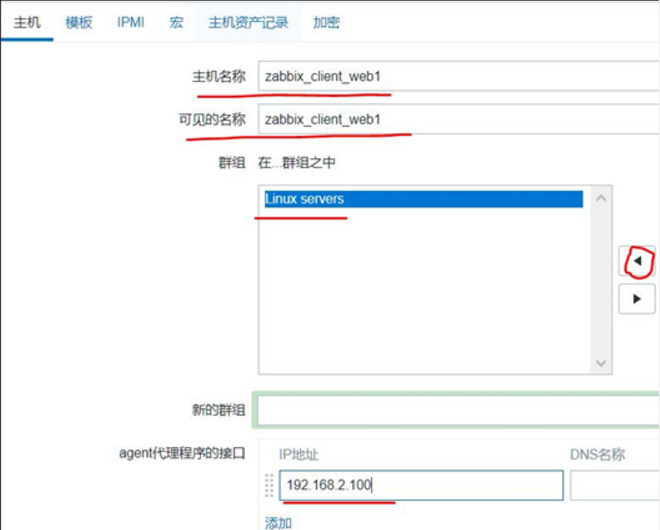 主机 模板 IPMI 宏 主机资产记录 加密
主机名称 zabbix_client_web1
可见的名称 zabbix_client_web1
群组 在...群组之中
Linux servers
新的群组
agent代理程序的接口 IP地址 DNS名称
192.168.2.100
添加